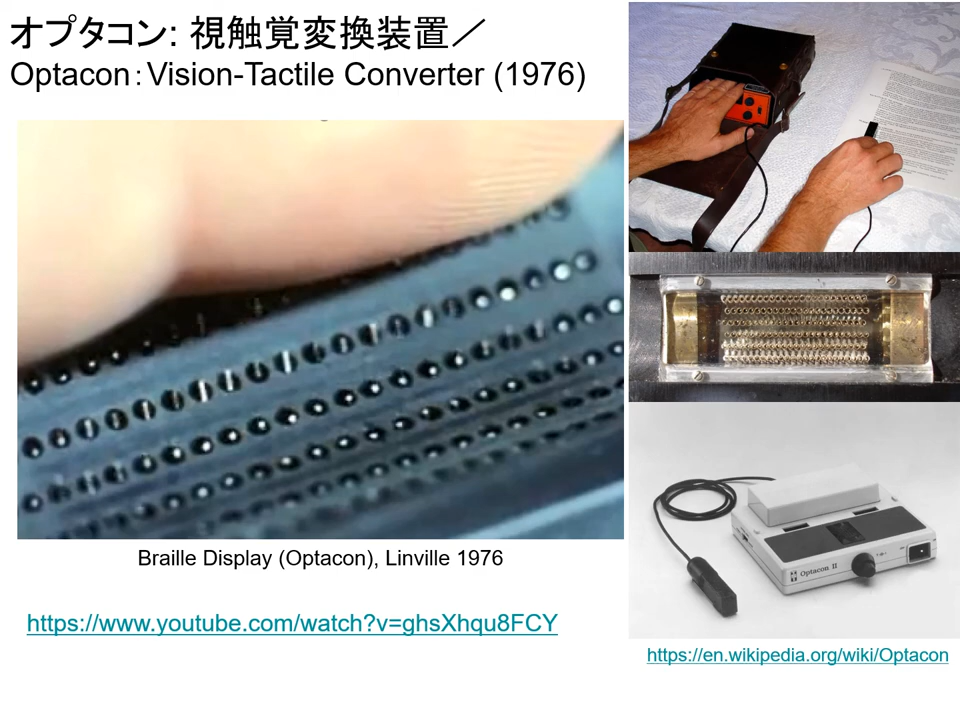 オプタコン: 視触覚変換装置／
Optacon：Vision-Tactile Converter (1976)
Braille Display (Optacon), Linville 1976
https://www.youtube.com/watch?v=ghsXhqu8FCY
Optacon II
https://en.wikipedia.org/wiki/Optacon